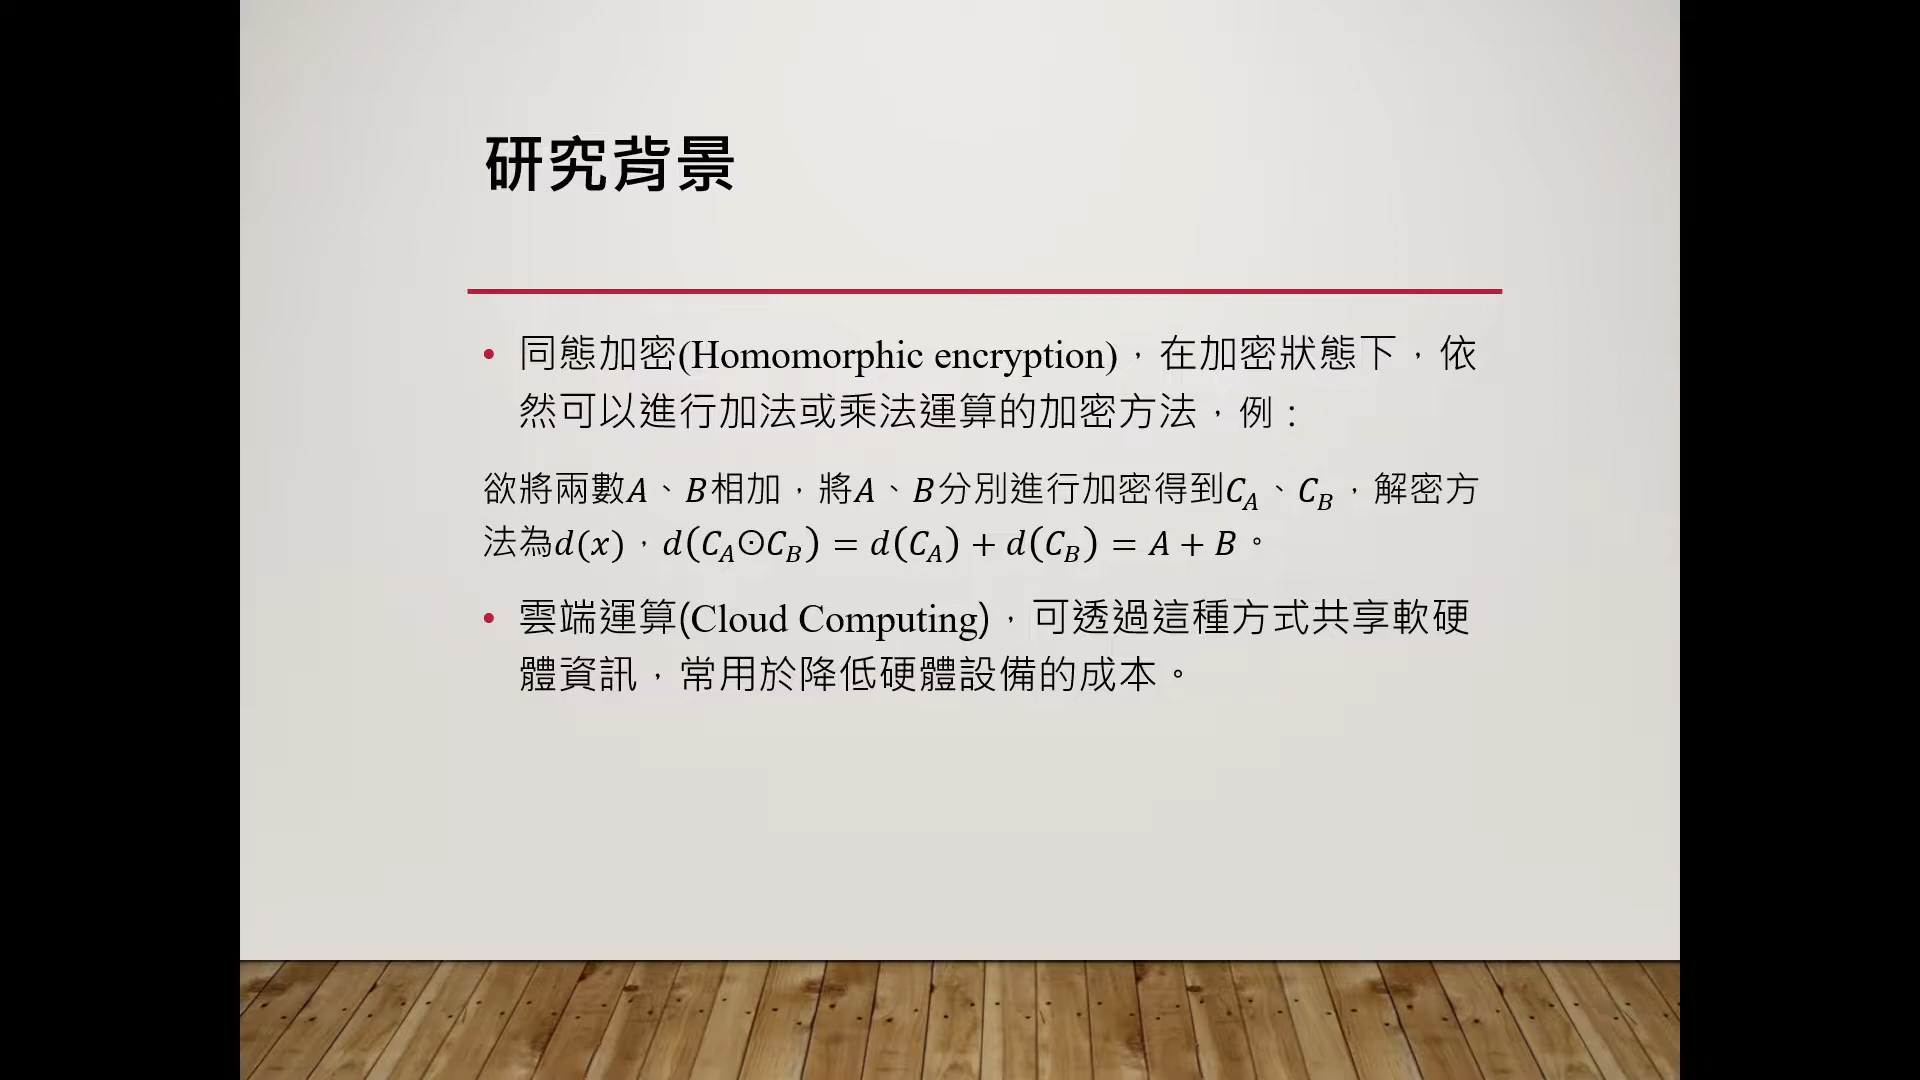 研究背景
• 同態加密(Homomorphic encryption)，在加密狀態下，依
然可以進行加法或乘法運算的加密方法，例：
欲將兩數A、B相加，將A、B分別進行加密得到C_A、C_B，解密方
法為d(x)，d(C_A⊙C_B) = d(C_A) + d(C_B) = A + B。
• 雲端運算(Cloud Computing)，可透過這種方式共享軟硬
體資訊，常用於降低硬體設備的成本。